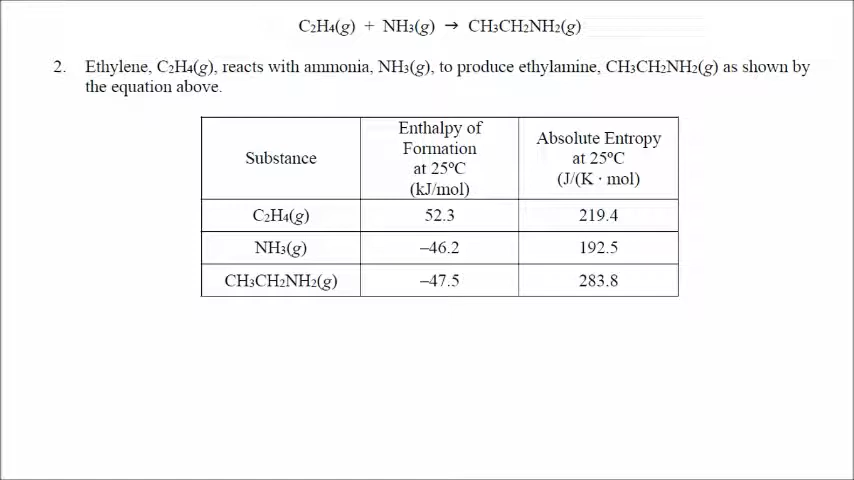 C2H4(g) + NH3(g) → CH3CH2NH2(g)
2. Ethylene, C2H4(g), reacts with ammonia, NH3(g), to produce ethylamine, CH3CH2NH2(g) as shown by
the equation above.
Substance
Enthalpy of
Formation
at 25°C
(kJ/mol)
Absolute Entropy
at 25°C
(J/(K · mol)
C2H4(g) 52.3 219.4
NH3(g) –46.2 192.5
CH3CH2NH2(g) –47.5 283.8